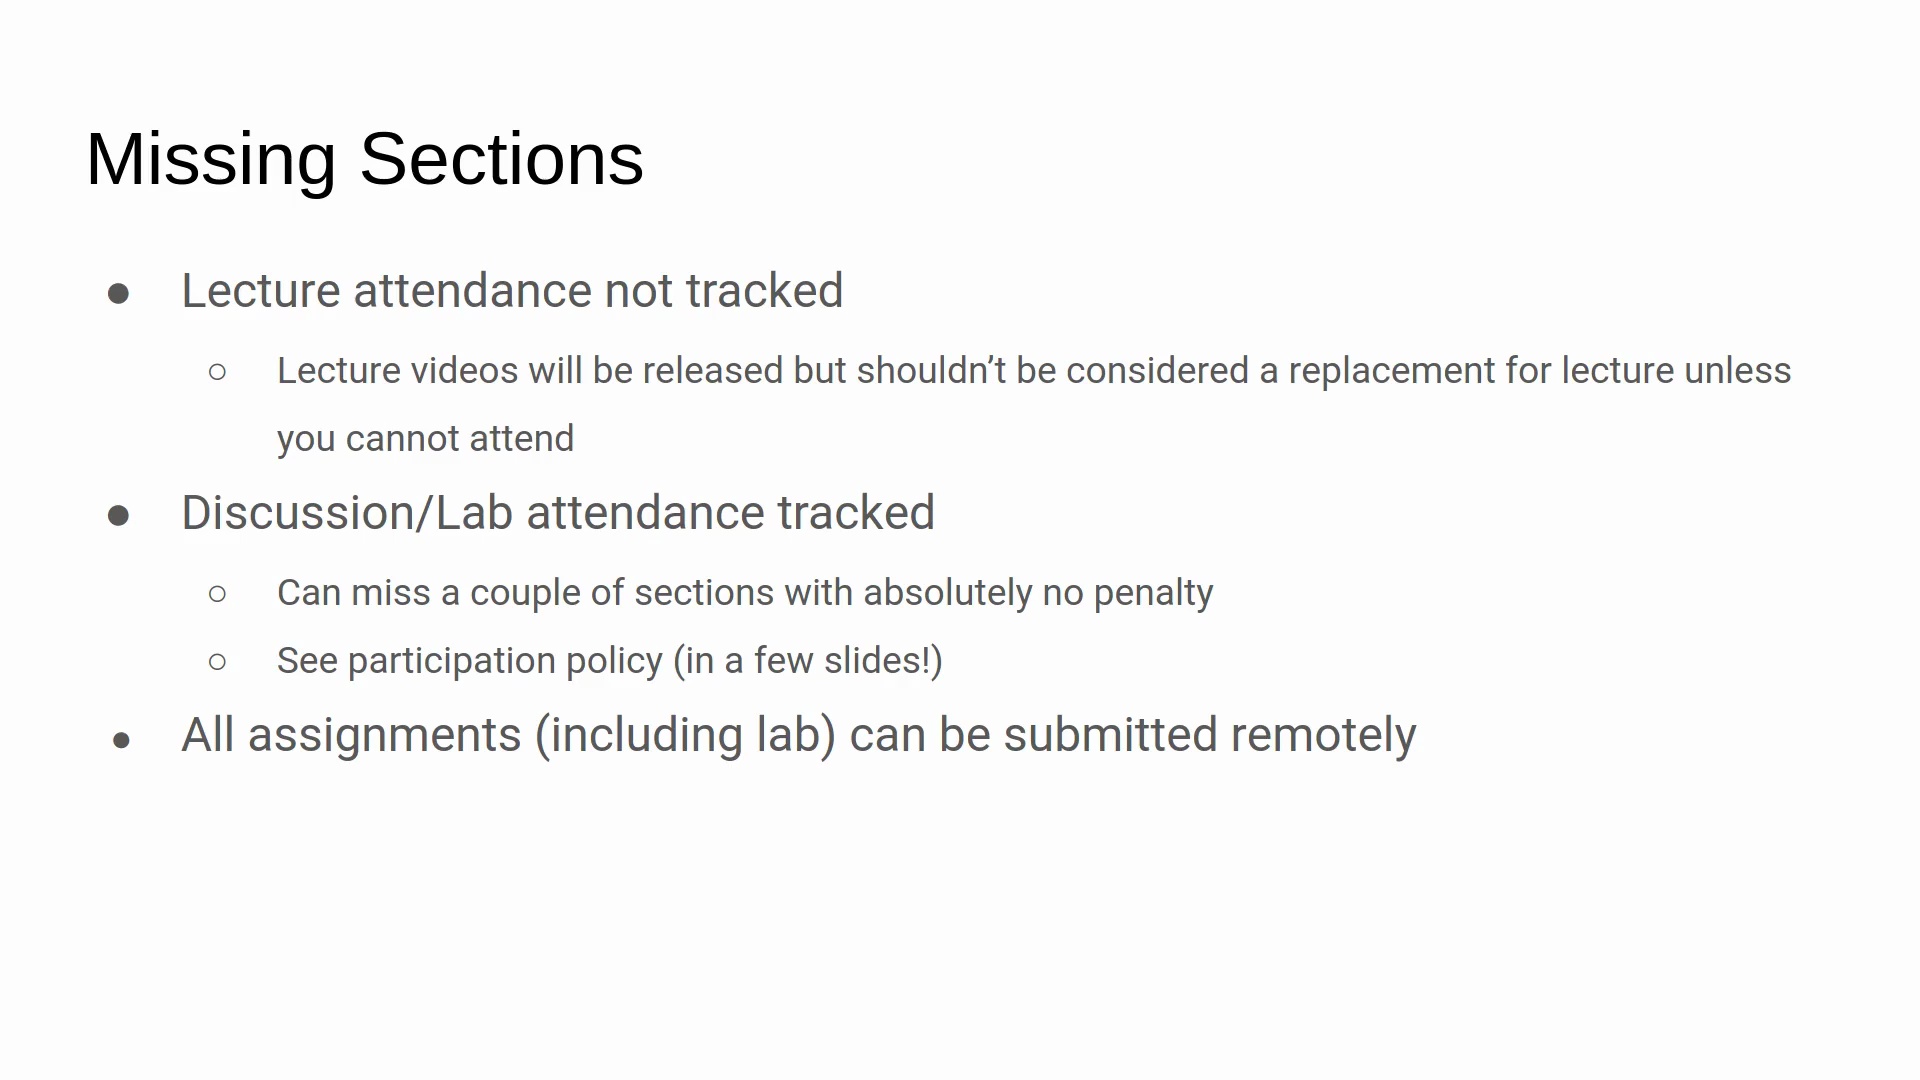 Missing Sections
● Lecture attendance not tracked
○ Lecture videos will be released but shouldn’t be considered a replacement for lecture unless
you cannot attend
● Discussion/Lab attendance tracked
○ Can miss a couple of sections with absolutely no penalty
○ See participation policy (in a few slides!)
● All assignments (including lab) can be submitted remotely